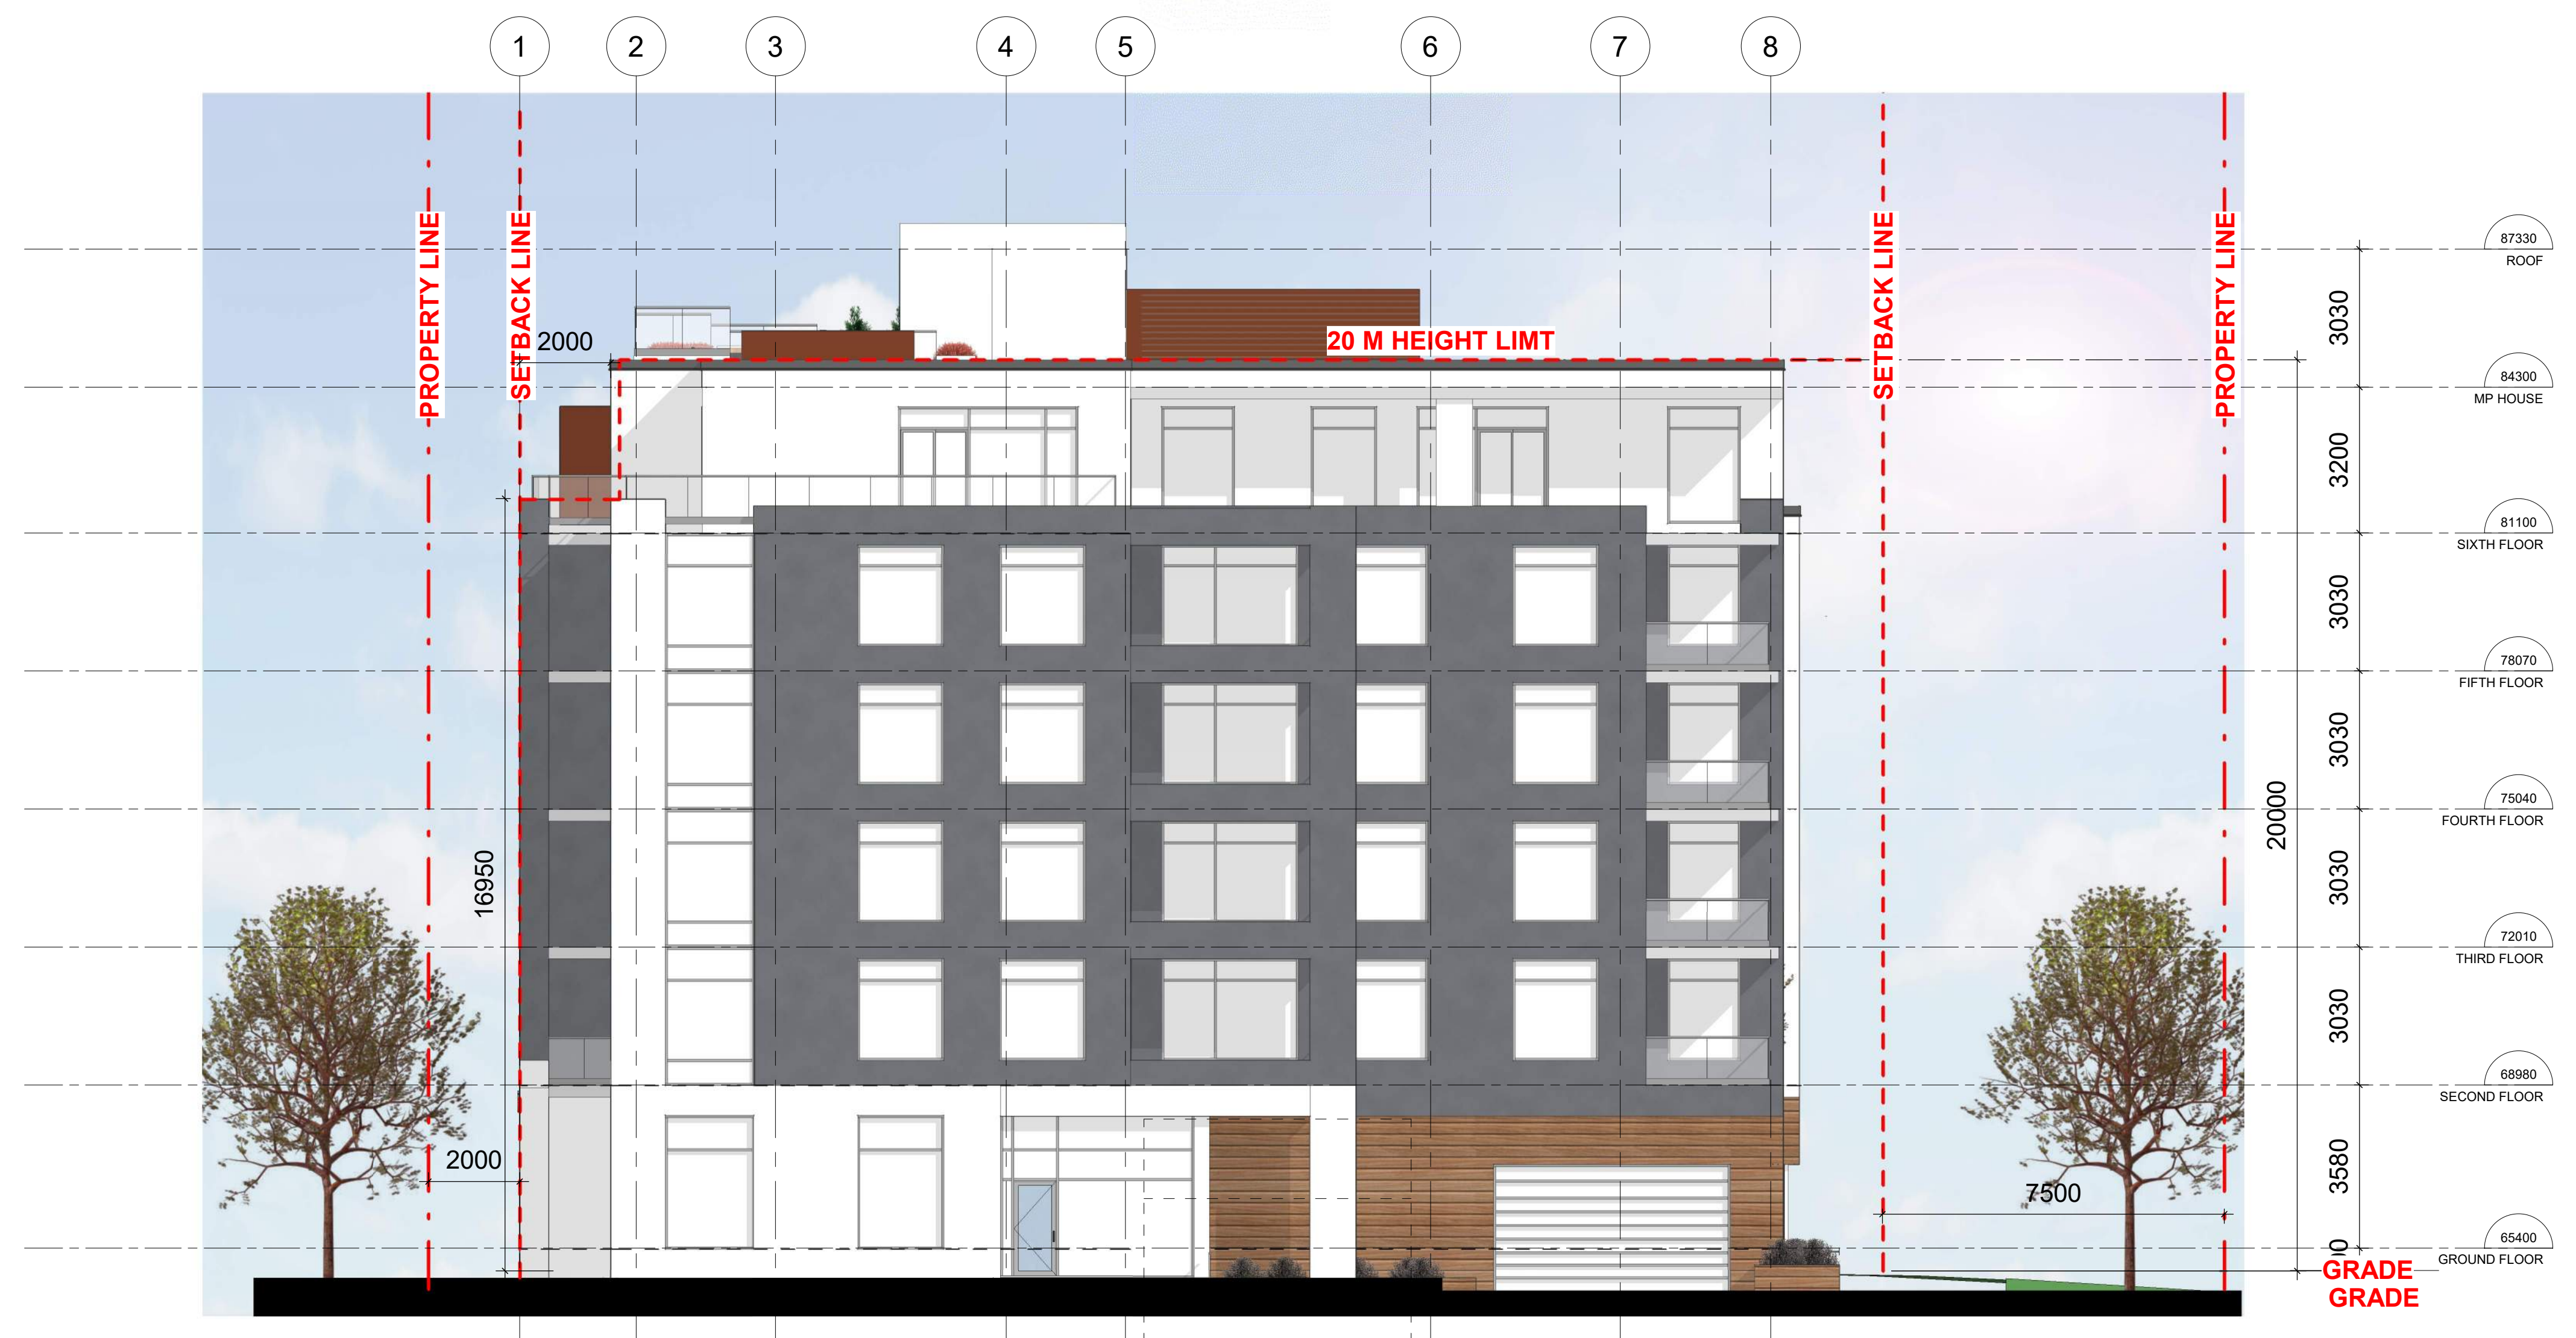 1 2 3 4 5 6 7 8
PROPERTY LINE
SETBACK LINE
SETBACK LINE
PROPERTY LINE
87330
ROOF
3030
2000
20 M HEIGHT LIMT
84300
MP HOUSE
3200
81100
SIXTH FLOOR
3030
78070
FIFTH FLOOR
3030
75040
FOURTH FLOOR
20000
16950
3030
72010
THIRD FLOOR
3030
68980
SECOND FLOOR
2000
3580
7500
65400
GROUND FLOOR
GRADE
GRADE